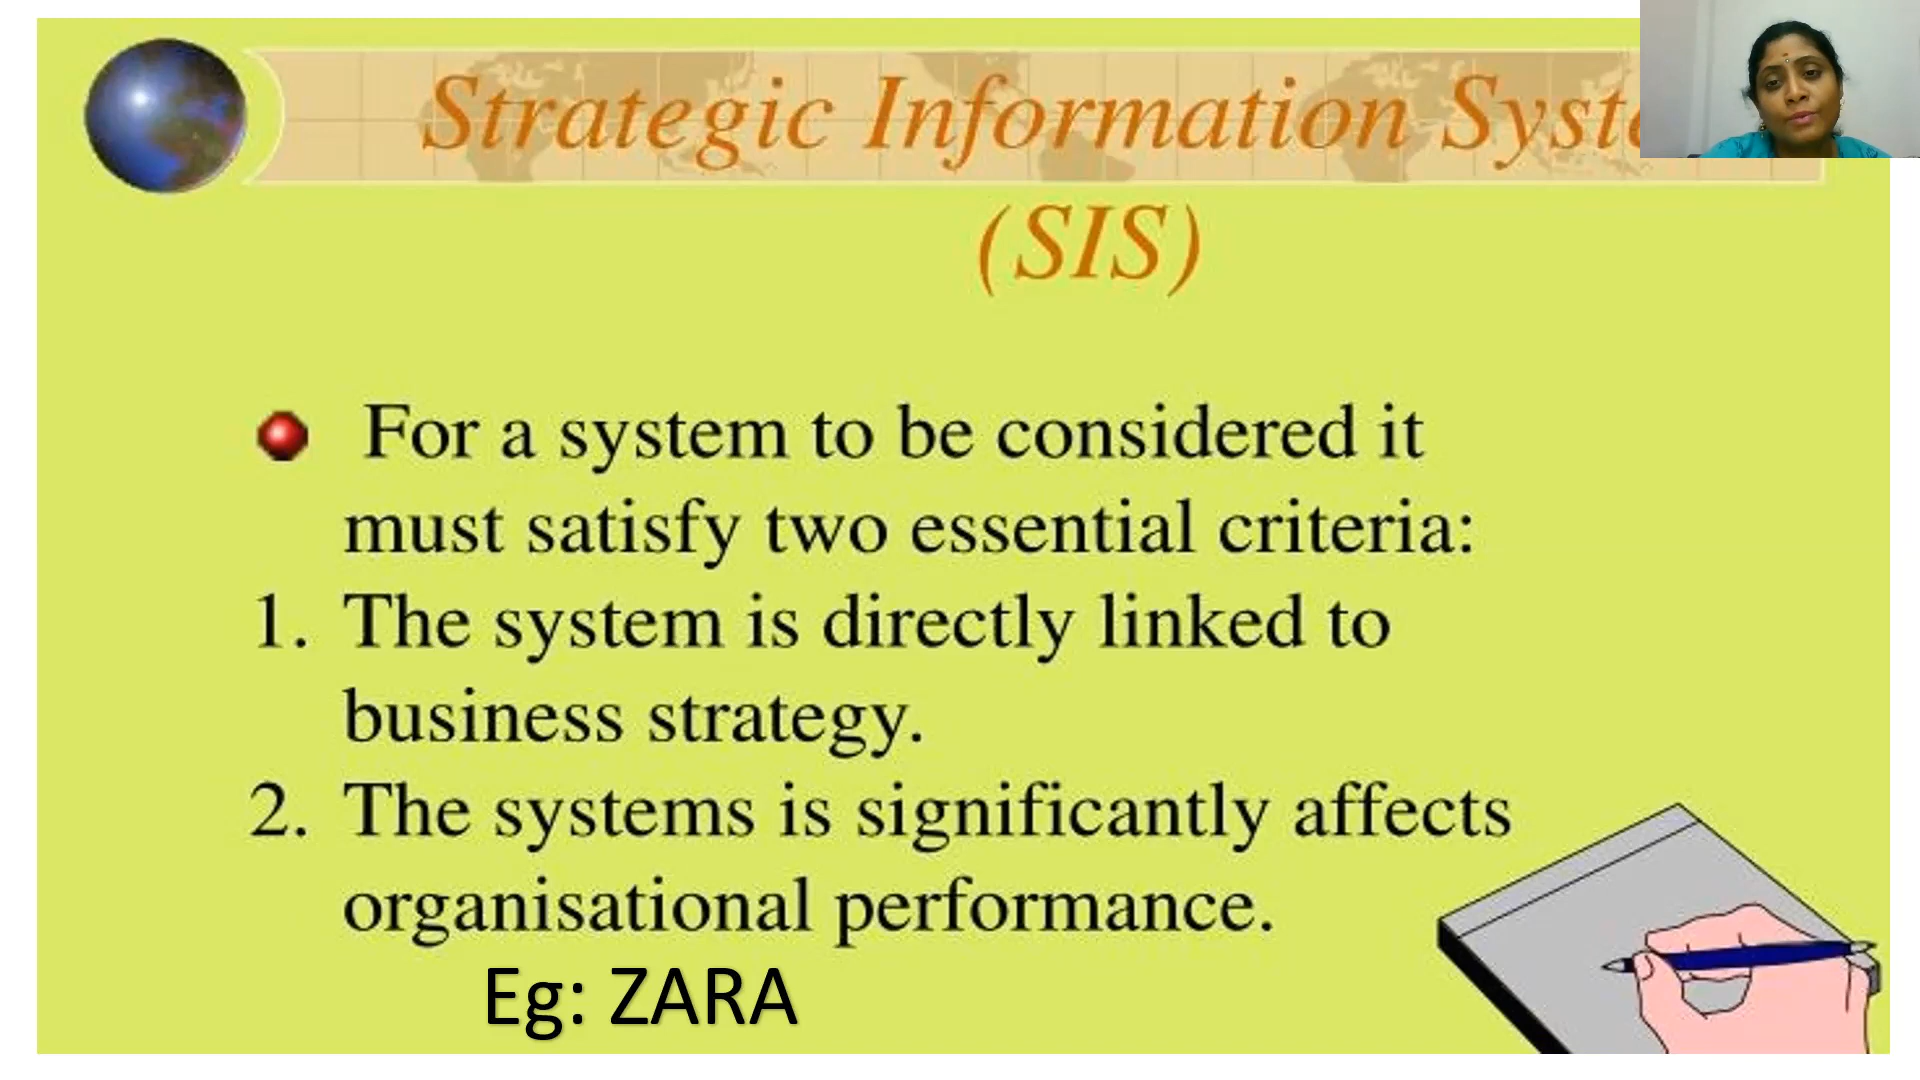 Strategic Information Syste
(SIS)
For a system to be considered it
must satisfy two essential criteria:
1. The system is directly linked to
business strategy.
2. The systems is significantly affects
organisational performance.
Eg: ZARA